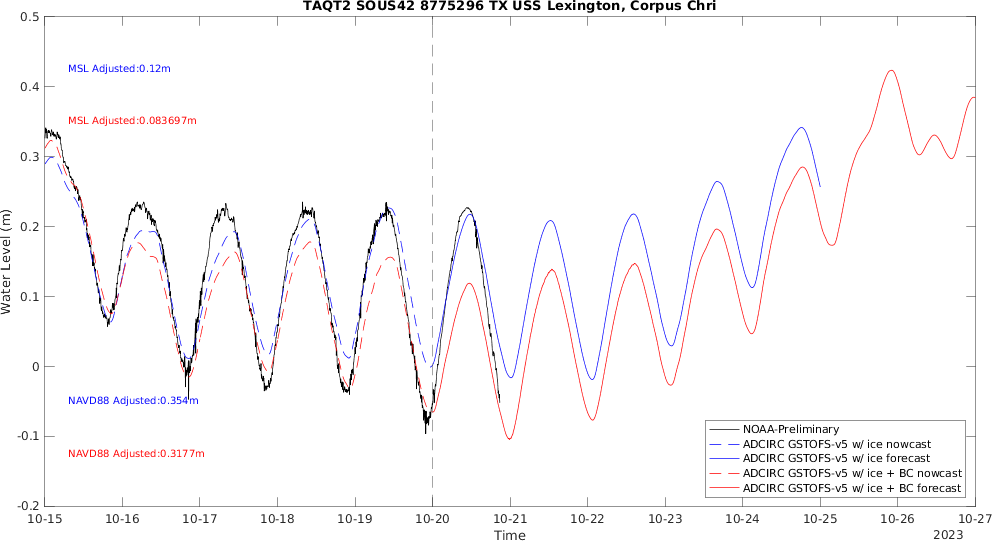 TAQT2 SOUS42 8775296 TX USS Lexington, Corpus Chri
0.5
0.4
0.3
0.2
0.1
0
-0.1
-0.2
Water Level (m)
MSL Adjusted:0.12m
MSL Adjusted:0.083697m
NAVD88 Adjusted:0.354m
NAVD88 Adjusted:0.3177m
NOAA-Preliminary
ADCIRC GSTOFS-v5 w/ ice nowcast
ADCIRC GSTOFS-v5 w/ ice forecast
ADCIRC GSTOFS-v5 w/ ice + BC nowcast
ADCIRC GSTOFS-v5 w/ ice + BC forecast
10-15 10-16 10-17 10-18 10-19 10-20 10-21 10-22 10-23 10-24 10-25 10-26 10-27
Time
2023